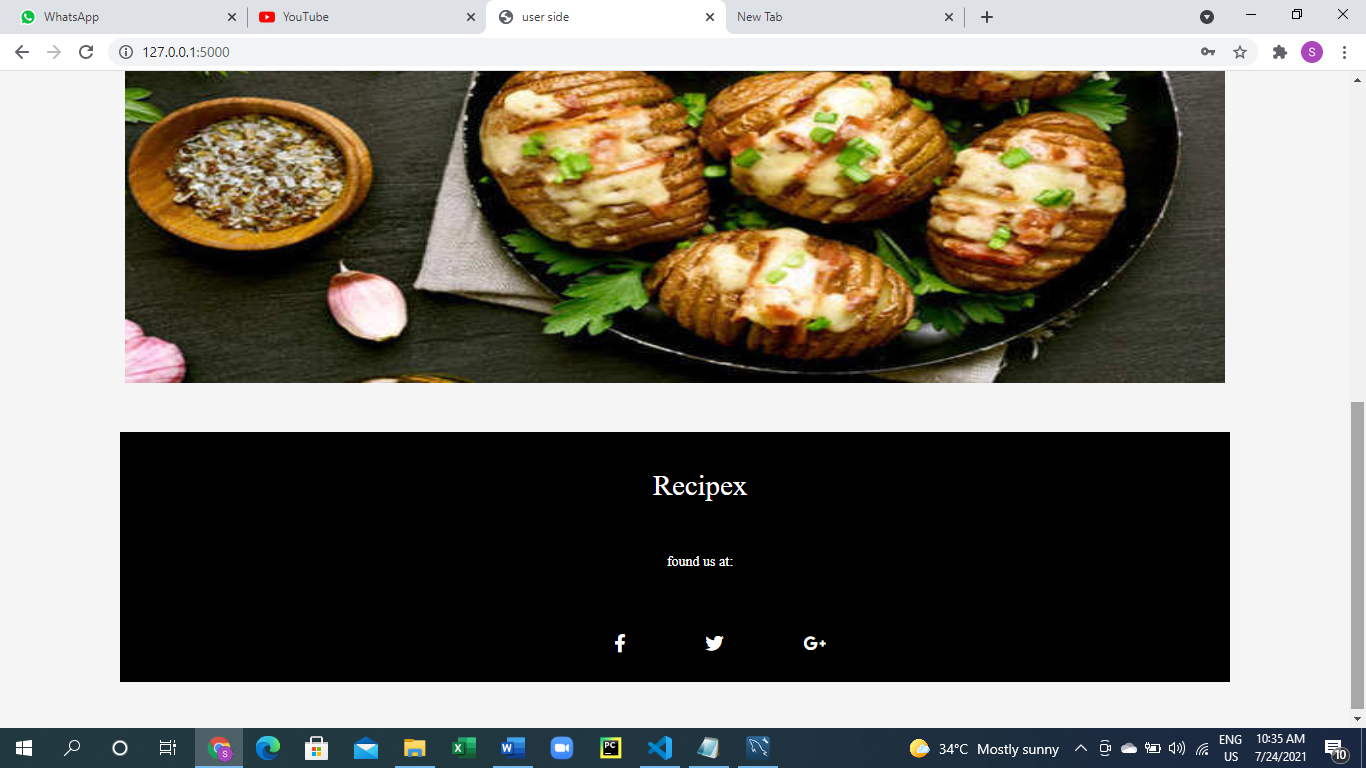 WhatsApp
YouTube
user side
New Tab
127.0.0.1:5000
S
Recipex
found us at:
G+
S
X
W
PC
34°C Mostly sunny
ENG
US
10:35 AM
7/24/2021
10